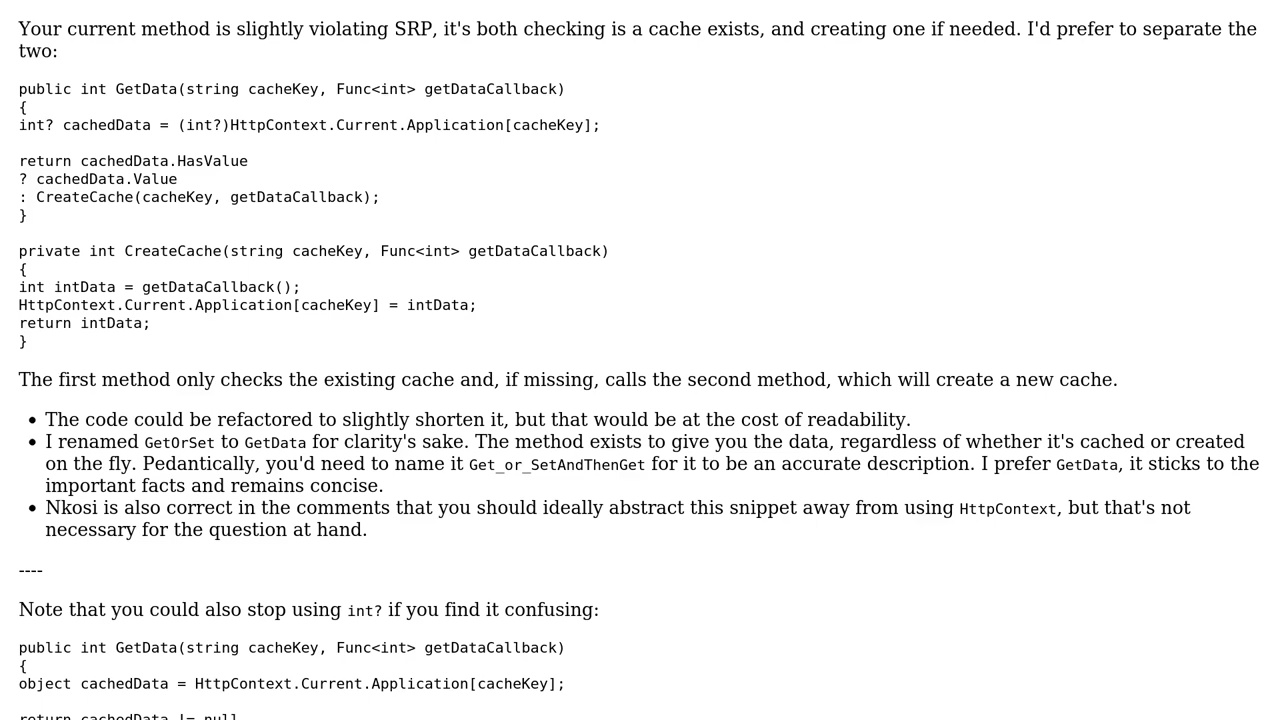 Your current method is slightly violating SRP, it's both checking is a cache exists, and creating one if needed. I'd prefer to separate the
two:
public int GetData(string cacheKey, Func<int> getDataCallback)
{
int? cachedData = (int?)HttpContext.Current.Application[cacheKey];
return cachedData.HasValue
? cachedData.Value
: CreateCache(cacheKey, getDataCallback);
}
private int CreateCache(string cacheKey, Func<int> getDataCallback)
{
int intData = getDataCallback();
HttpContext.Current.Application[cacheKey] = intData;
return intData;
}
The first method only checks the existing cache and, if missing, calls the second method, which will create a new cache.
• The code could be refactored to slightly shorten it, but that would be at the cost of readability.
• I renamed GetOrSet to GetData for clarity's sake. The method exists to give you the data, regardless of whether it's cached or created
on the fly. Pedantically, you'd need to name it Get_or_SetAndThenGet for it to be an accurate description. I prefer GetData, it sticks to the
important facts and remains concise.
• Nkosi is also correct in the comments that you should ideally abstract this snippet away from using HttpContext, but that's not
necessary for the question at hand.
----
Note that you could also stop using int? if you find it confusing:
public int GetData(string cacheKey, Func<int> getDataCallback)
{
object cachedData = HttpContext.Current.Application[cacheKey];
return cachedData != null